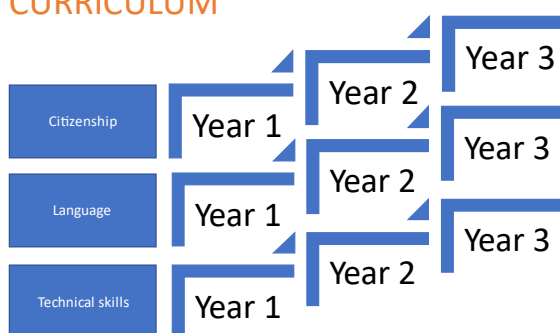 CURRICULUM
Citizenship
Year 1
Year 2
Year 3
Language
Year 1
Year 2
Year 3
Technical skills
Year 1
Year 2
Year 3